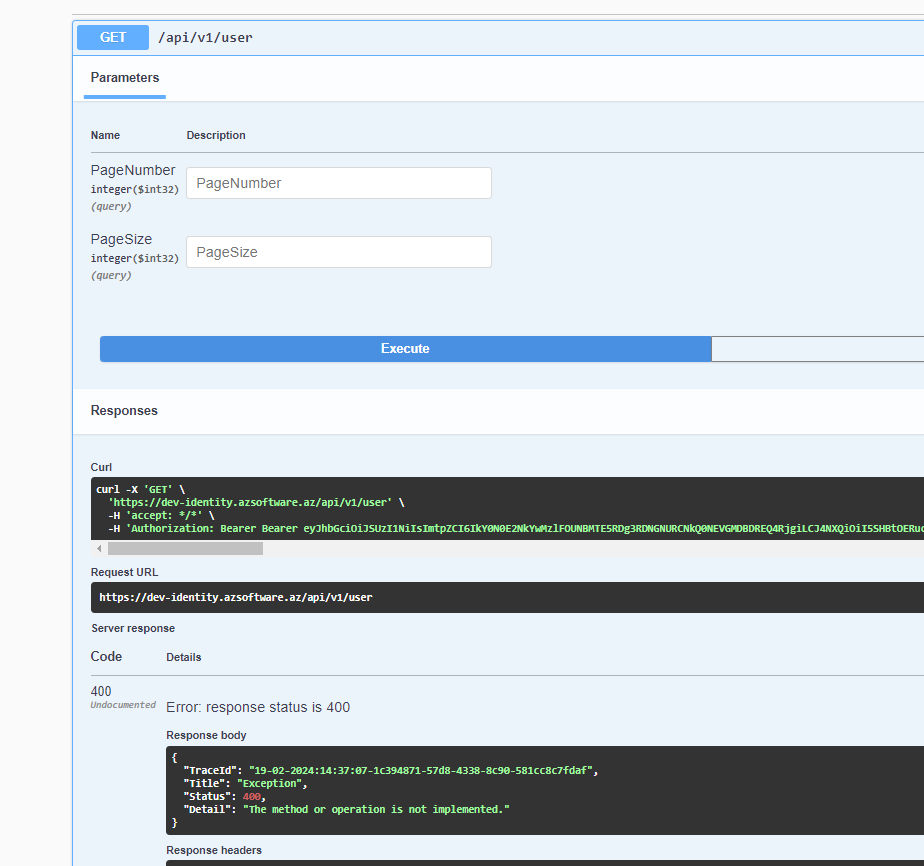 GET /api/v1/user
Parameters
Name Description
PageNumber
integer($int32)
(query)
PageNumber
PageSize
integer($int32)
(query)
PageSize
Execute
Responses
Curl
curl -X 'GET' \
'https://dev-identity.azsoftware.az/api/v1/user' \
-H 'accept: */*' \
-H 'Authorization: Bearer Bearer
Request URL
https://dev-identity.azsoftware.az/api/v1/user
Server response
Code Details
400
Undocumented
Error: response status is 400
Response body
{
"TraceId": "19-02-2024:14:37:07-1c394871-57d8-4338-8c90-581cc8c7fdaf",
"Title": "Exception",
"Status": 400,
"Detail": "The method or operation is not implemented."
}
Response headers